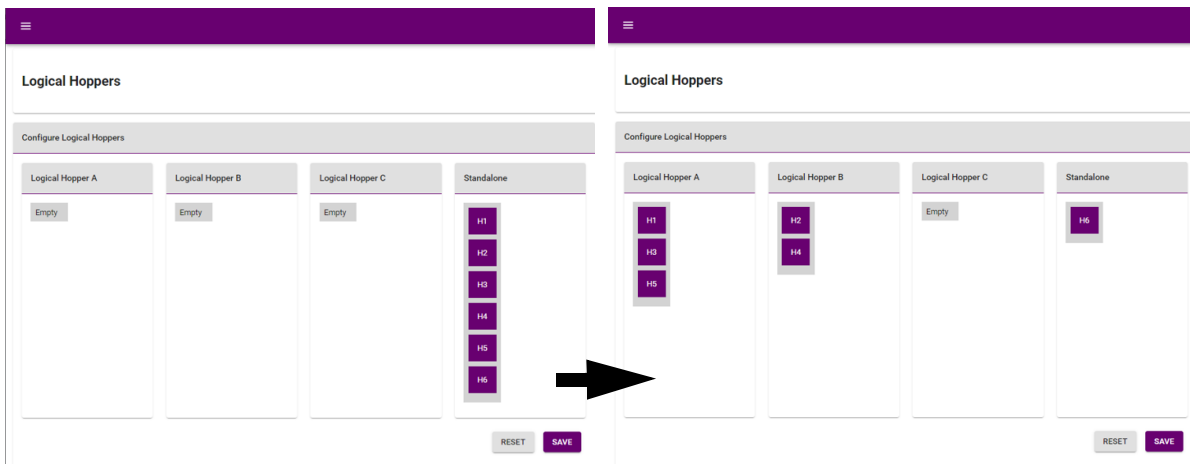 Logical Hoppers
Configure Logical Hoppers
Logical Hopper A
Logical Hopper B
Logical Hopper C
Standalone
Empty
Empty
Empty
H1
H2
H3
H4
H5
H6
RESET
SAVE
Logical Hoppers
Configure Logical Hoppers
Logical Hopper A
Logical Hopper B
Logical Hopper C
Standalone
H1
H3
H5
H2
H4
Empty
H6
RESET
SAVE